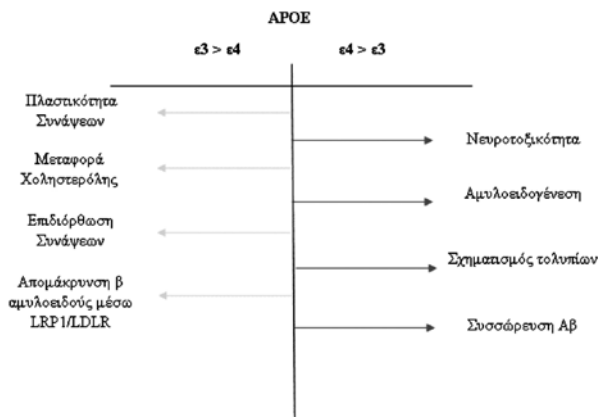 APOE
ε3 > ε4
ε4 > ε3
Πλαστικότητα
Συνάψεων
Νευροτοξικότητα
Μεταφορά
Χοληστερόλης
Αμυλοειδογένεση
Επιδιόρθωση
Συνάψεων
Σχηματισμός τολυπίων
Απομάκρυνση β
αμυλοειδούς μέσω
LRP1/LDLR
Συσσώρευση Αβ